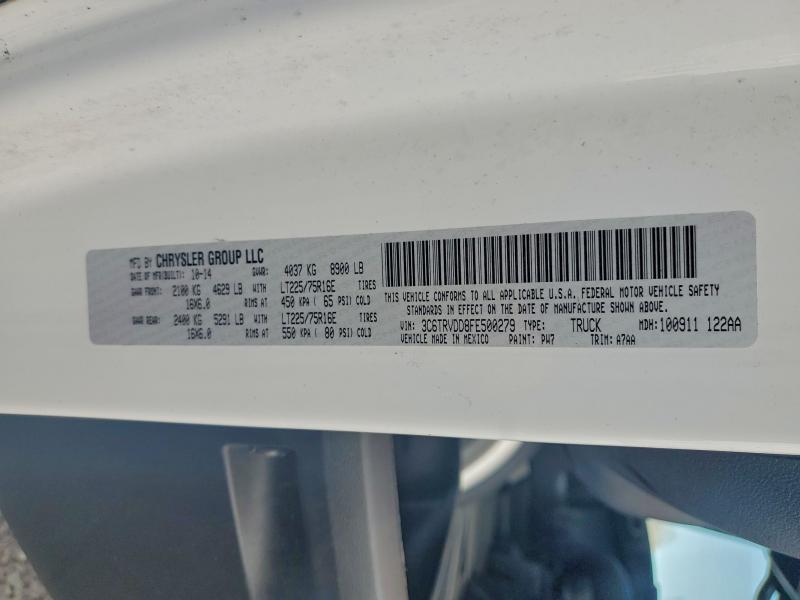 MFD BY CHRYSLER GROUP LLC
DATE OF MFR(BUILT): 10-14 GVWR: 4037 KG 8900 LB
GAWR FRONT: 2100 KG 4629 LB WITH LT225/75R16E TIRES
16X6.0 RIMS AT 450 KPA ( 65 PSI) COLD
GAWR REAR: 2400 KG 5291 LB WITH LT225/75R16E TIRES
16X6.0 RIMS AT 550 KPA ( 80 PSI) COLD
THIS VEHICLE CONFORMS TO ALL APPLICABLE U.S.A. FEDERAL MOTOR VEHICLE SAFETY
STANDARDS IN EFFECT ON THE DATE OF MANUFACTURE SHOWN ABOVE.
VIN: 3C6TRVDD8FE500279 TYPE: TRUCK MDH: 100911 122AA
VEHICLE MADE IN MEXICO PAINT: PW7 TRIM: A7AA